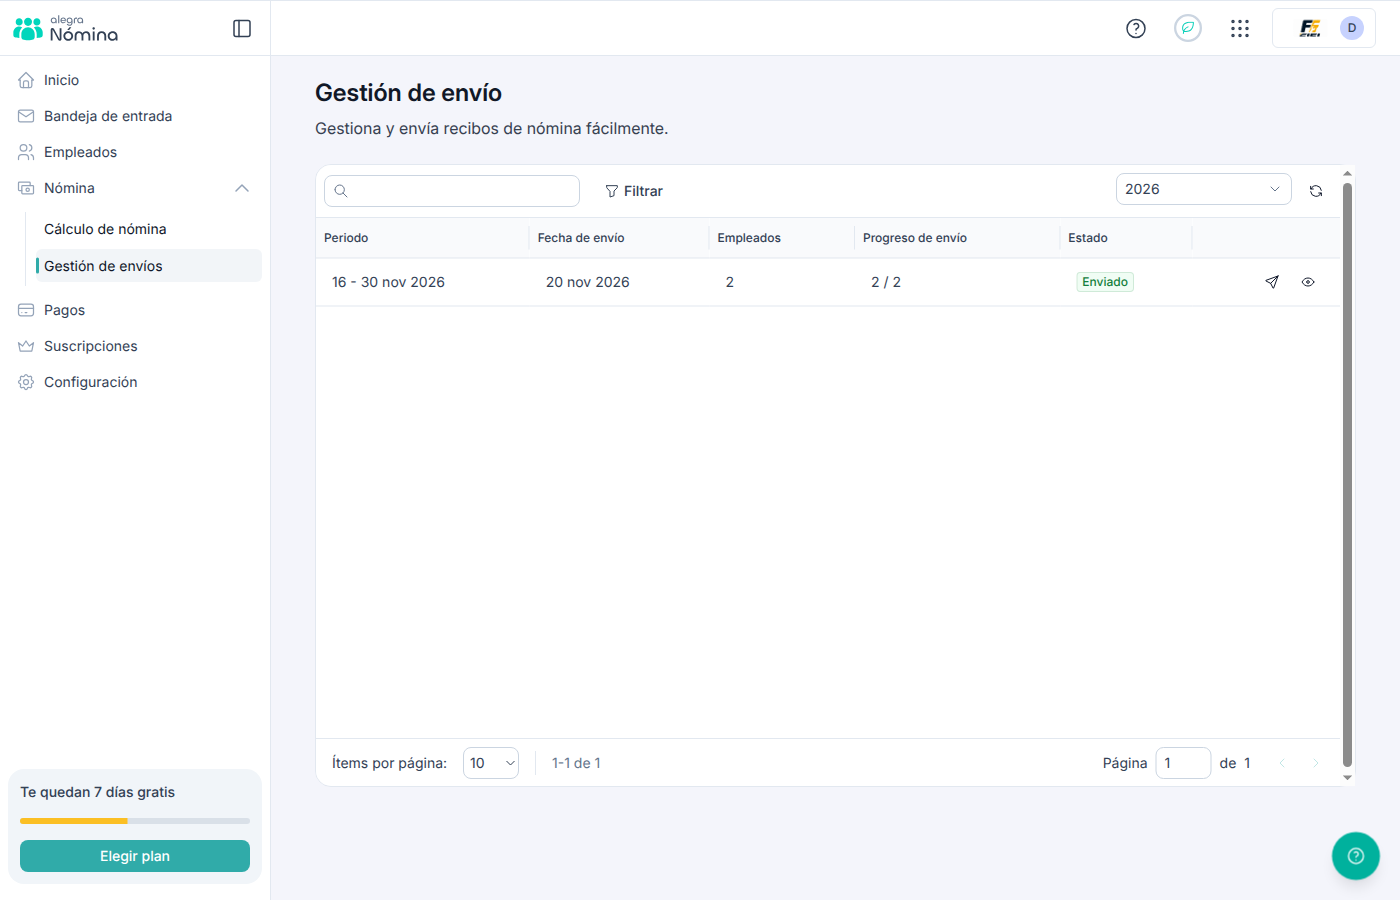 alegra
Nómina
D
Inicio
Bandeja de entrada
Empleados
Nómina
Cálculo de nómina
Gestión de envíos
Pagos
Suscripciones
Configuración
Te quedan 7 días gratis
Elegir plan
Gestión de envío
Gestiona y envía recibos de nómina fácilmente.
Filtrar
2026
Periodo
Fecha de envío
Empleados
Progreso de envío
Estado
16 - 30 nov 2026
20 nov 2026
2
2 / 2
Enviado
Ítems por página:
10
1-1 de 1
Página
1
de 1